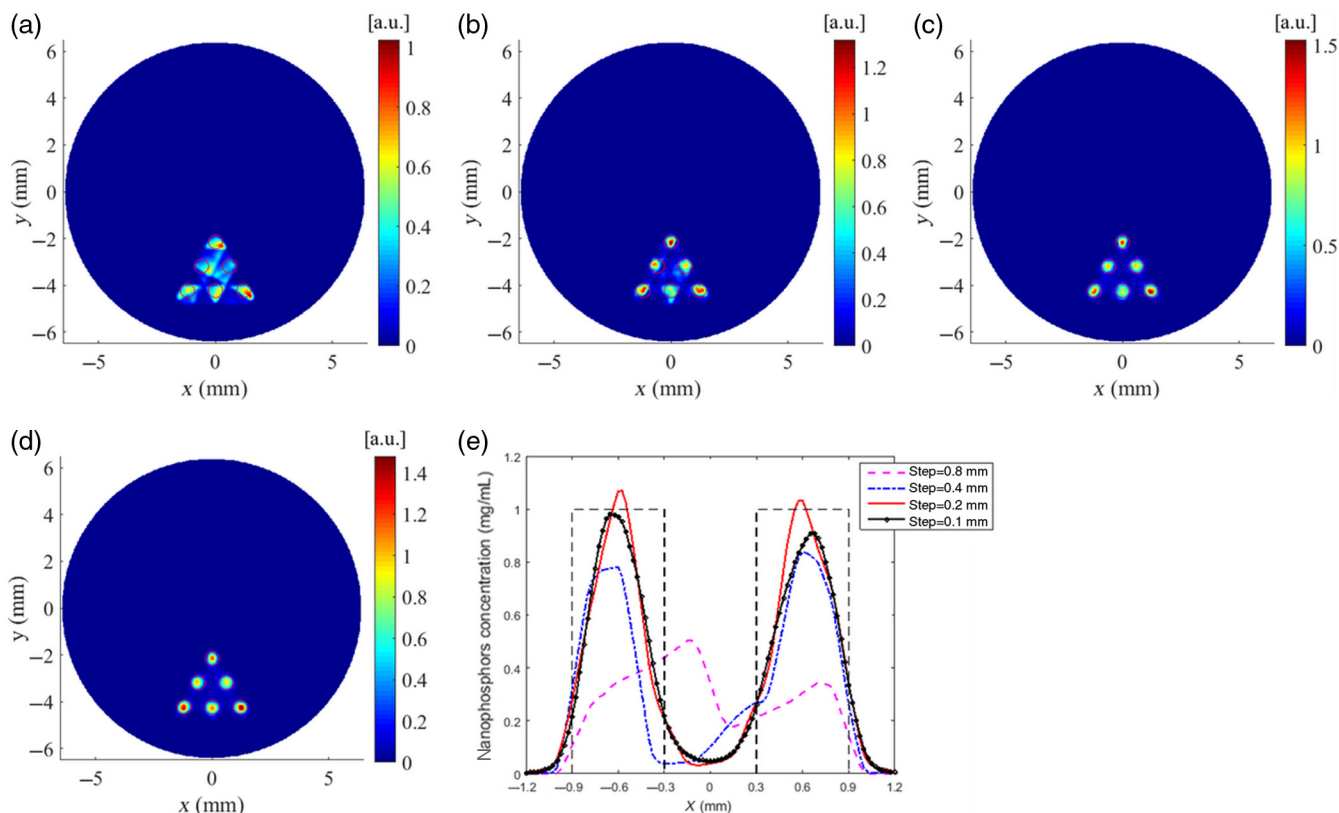 (a)
[a.u.]
1
0.8
0.6
0.4
0.2
0
6
4
2
0
−2
−4
−6
y (mm)
−5 0 5
x (mm)
(b)
[a.u.]
1.2
1
0.8
0.6
0.4
0.2
0
6
4
2
0
−2
−4
−6
y (mm)
−5 0 5
x (mm)
(c)
[a.u.]
1.5
1
0.5
0
6
4
2
0
−2
−4
−6
y (mm)
−5 0 5
x (mm)
(d)
[a.u.]
1.4
1.2
1
0.8
0.6
0.4
0.2
0
6
4
2
0
−2
−4
−6
y (mm)
−5 0 5
x (mm)
(e)
1.2
1
0.8
0.6
0.4
0.2
0
Nanophosphors concentration (mg/mL)
Step=0.8 mm
Step=0.4 mm
Step=0.2 mm
Step=0.1 mm
−1.2 −0.9 −0.6 −0.3 0 0.3 0.6 0.9 1.2
X (mm)